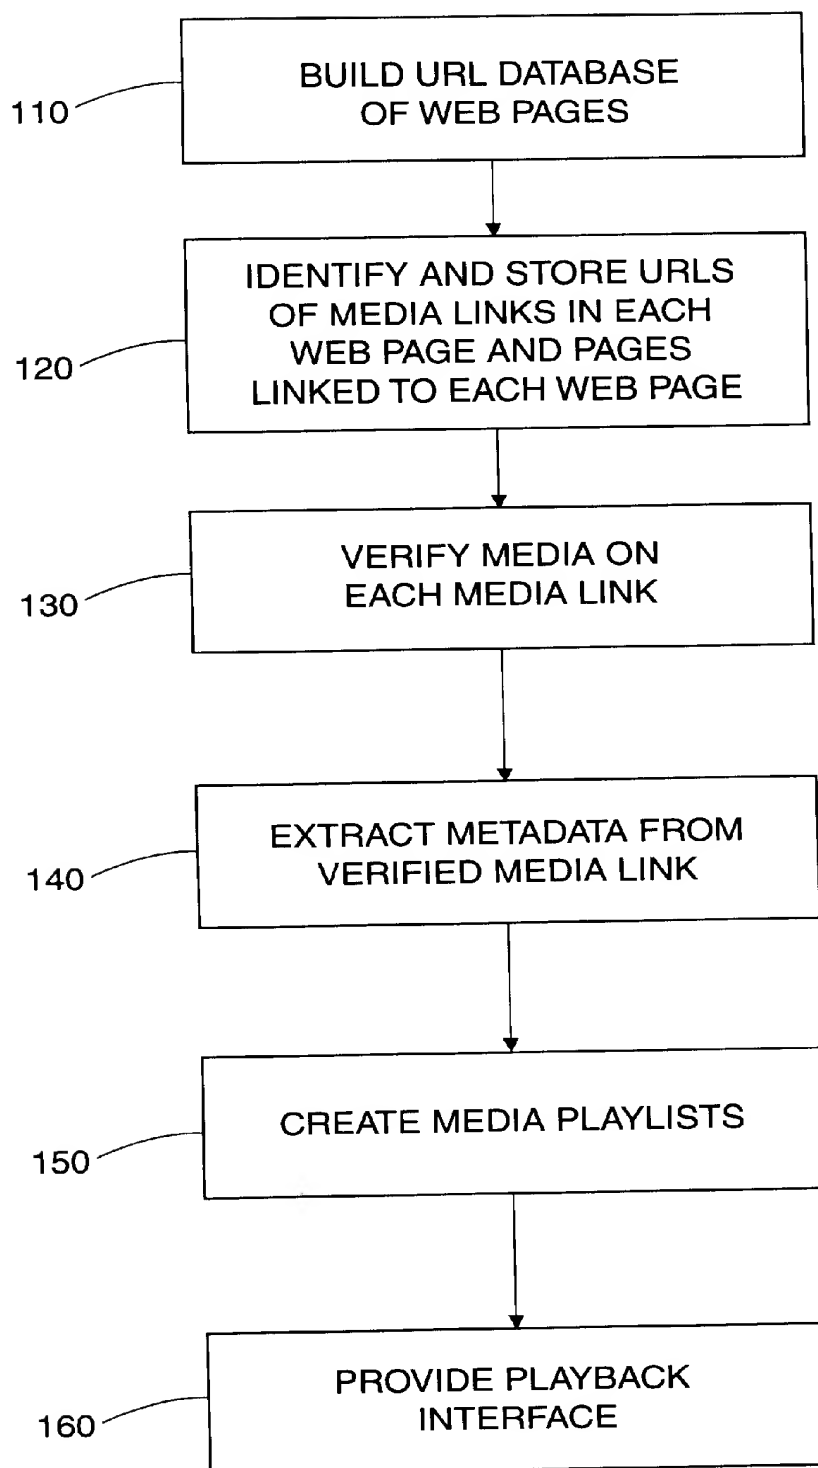 110
BUILD URL DATABASE
OF WEB PAGES
120
IDENTIFY AND STORE URLS
OF MEDIA LINKS IN EACH
WEB PAGE AND PAGES
LINKED TO EACH WEB PAGE
130
VERIFY MEDIA ON
EACH MEDIA LINK
140
EXTRACT METADATA FROM
VERIFIED MEDIA LINK
150
CREATE MEDIA PLAYLISTS
160
PROVIDE PLAYBACK
INTERFACE